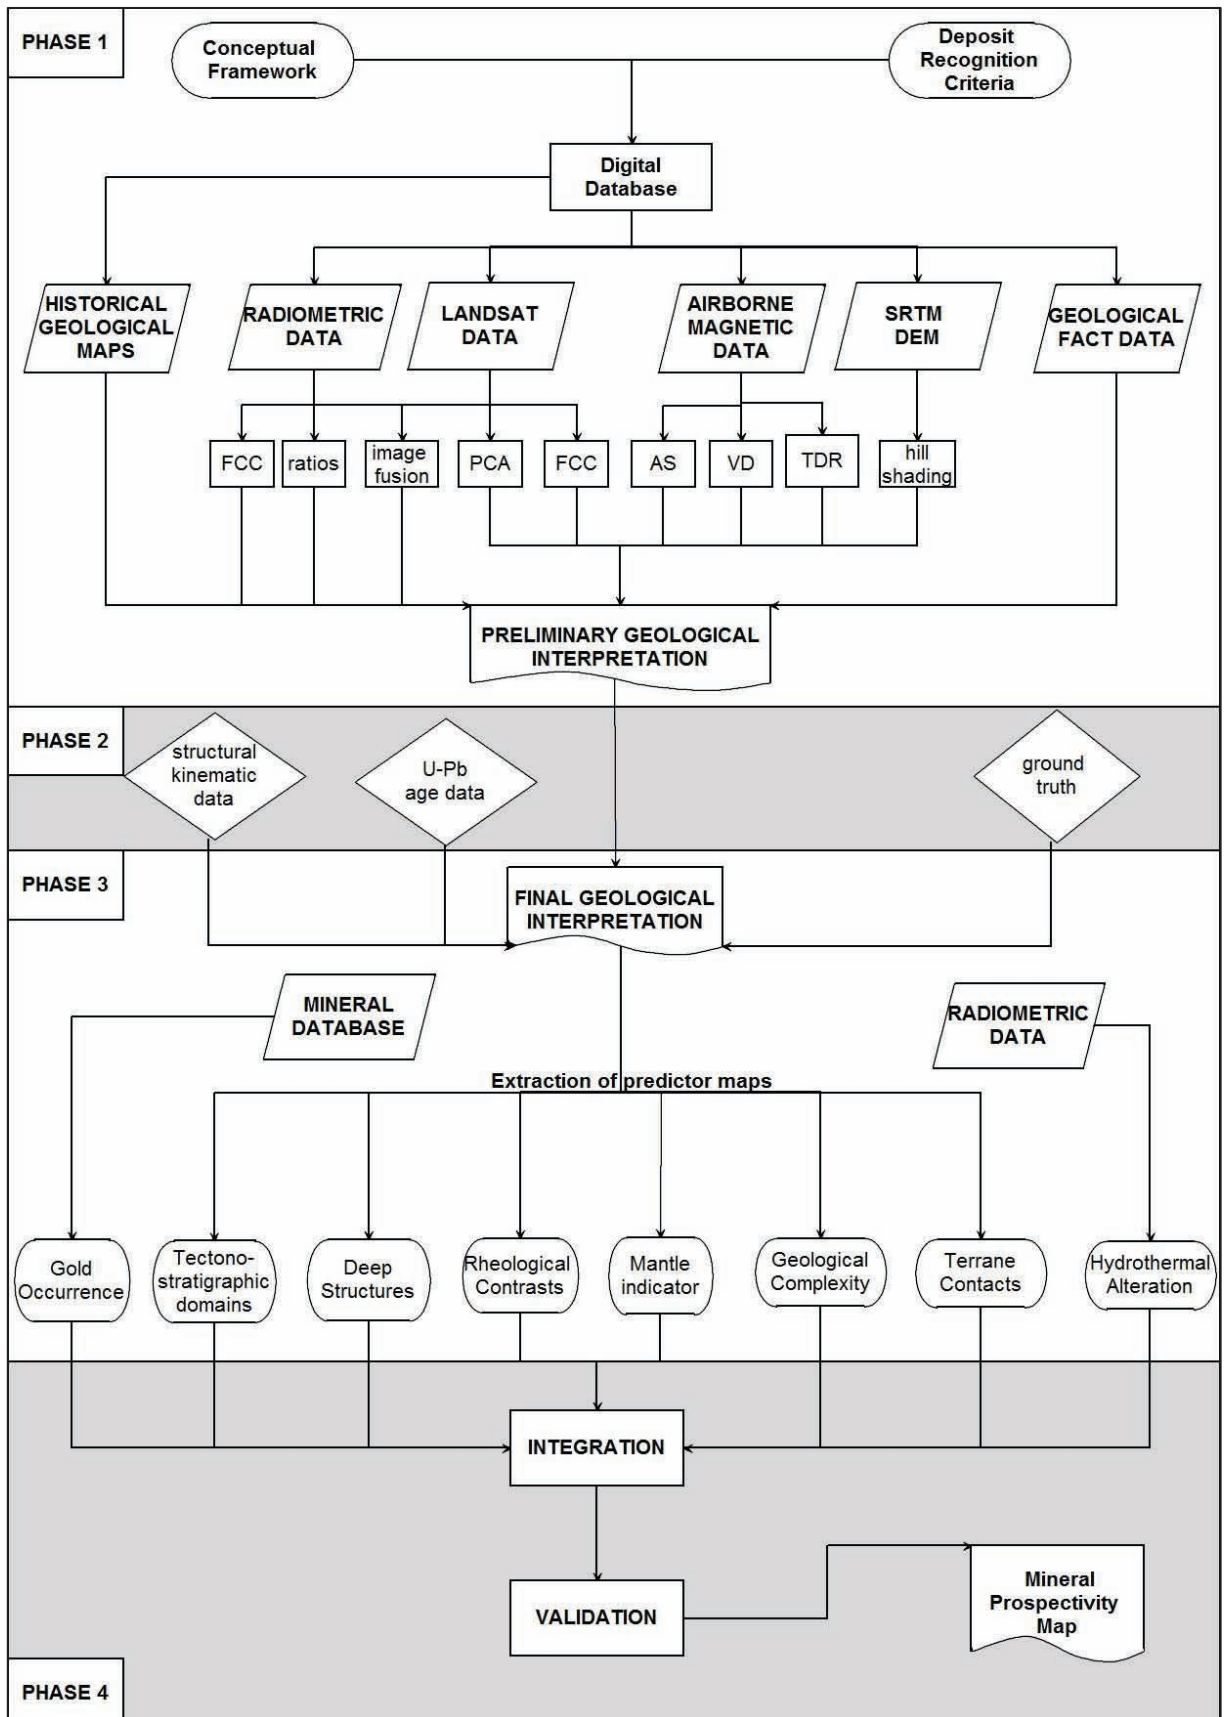 PHASE 1
Conceptual
Framework
Deposit
Recognition
Criteria
Digital
Database
HISTORICAL
GEOLOGICAL
MAPS
RADIOMETRIC
DATA
LANDSAT
DATA
AIRBORNE
MAGNETIC
DATA
SRTM
DEM
GEOLOGICAL
FACT DATA
FCC
ratios
image
fusion
PCA
FCC
AS
VD
TDR
hill
shading
PRELIMINARY GEOLOGICAL
INTERPRETATION
PHASE 2
structural
kinematic
data
U-Pb
age data
ground
truth
PHASE 3
FINAL GEOLOGICAL
INTERPRETATION
MINERAL
DATABASE
RADIOMETRIC
DATA
Extraction of predictor maps
Gold
Occurrence
Tectono-
stratigraphic
domains
Deep
Structures
Rheological
Contrasts
Mantle
indicator
Geological
Complexity
Terrane
Contacts
Hydrothermal
Alteration
INTEGRATION
VALIDATION
Mineral
Prospectivity
Map
PHASE 4